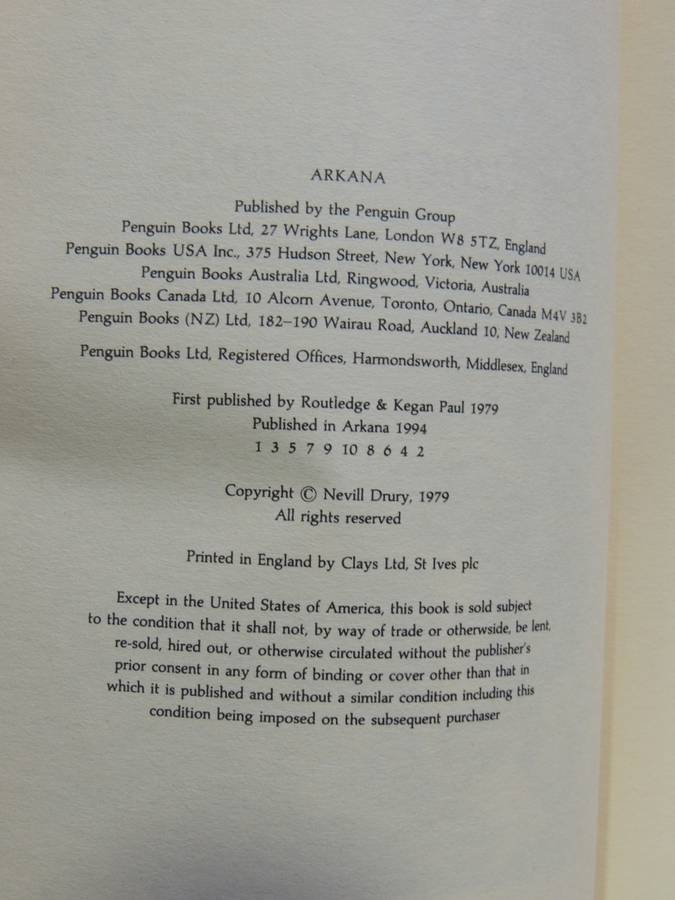 ARKANA
Published by the Penguin Group
Penguin Books Ltd, 27 Wrights Lane, London W8 5TZ, England
Penguin Books USA Inc., 375 Hudson Street, New York, New York 10014 USA
Penguin Books Australia Ltd, Ringwood, Victoria, Australia
Penguin Books Canada Ltd, 10 Alcorn Avenue, Toronto, Ontario, Canada M4V 3B2
Penguin Books (NZ) Ltd, 182–190 Wairau Road, Auckland 10, New Zealand
Penguin Books Ltd, Registered Offices, Harmondsworth, Middlesex, England
First published by Routledge & Kegan Paul 1979
Published in Arkana 1994
1 3 5 7 9 10 8 6 4 2
Copyright © Nevill Drury, 1979
All rights reserved
Printed in England by Clays Ltd, St Ives plc
Except in the United States of America, this book is sold subject
to the condition that it shall not, by way of trade or otherwside, be lent,
re-sold, hired out, or otherwise circulated without the publisher's
prior consent in any form of binding or cover other than that in
which it is published and without a similar condition including this
condition being imposed on the subsequent purchaser